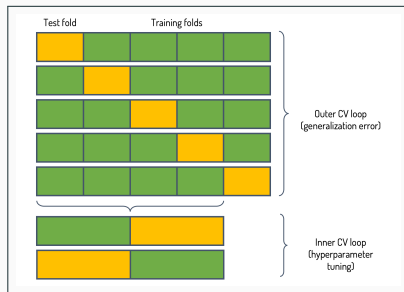 Test fold
Training folds
Outer CV loop
(generalization error)
Inner CV loop
(hyperparameter
tuning)